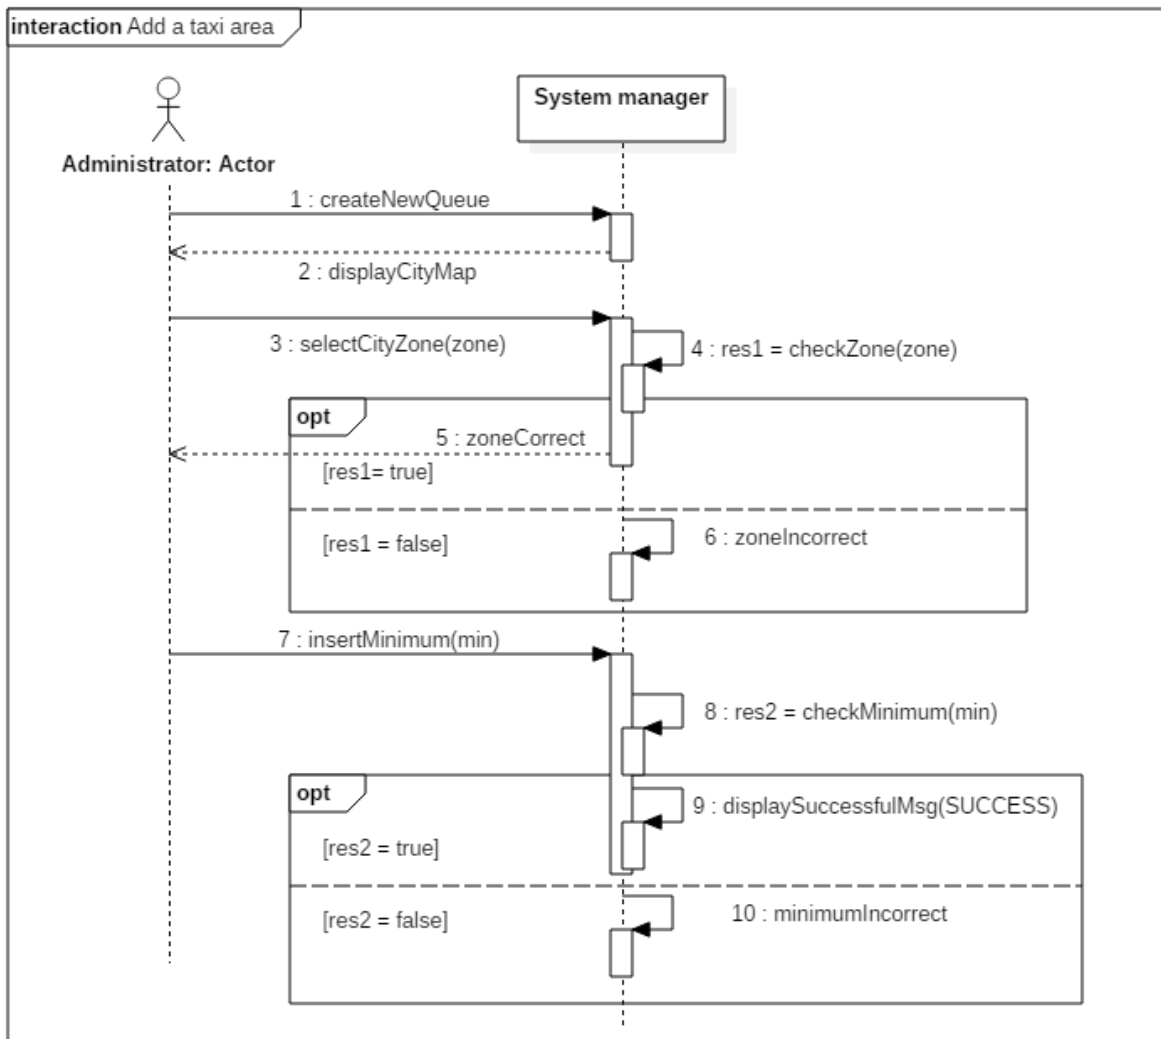 interaction Add a taxi area
System manager
Administrator: Actor
1 : createNewQueue
2 : displayCityMap
3 : selectCityZone(zone)
4 : res1 = checkZone(zone)
opt
5 : zoneCorrect
[res1= true]
[res1 = false]
6 : zoneIncorrect
7 : insertMinimum(min)
8 : res2 = checkMinimum(min)
opt
9 : displaySuccessfulMsg(SUCCESS)
[res2 = true]
[res2 = false]
10 : minimumIncorrect